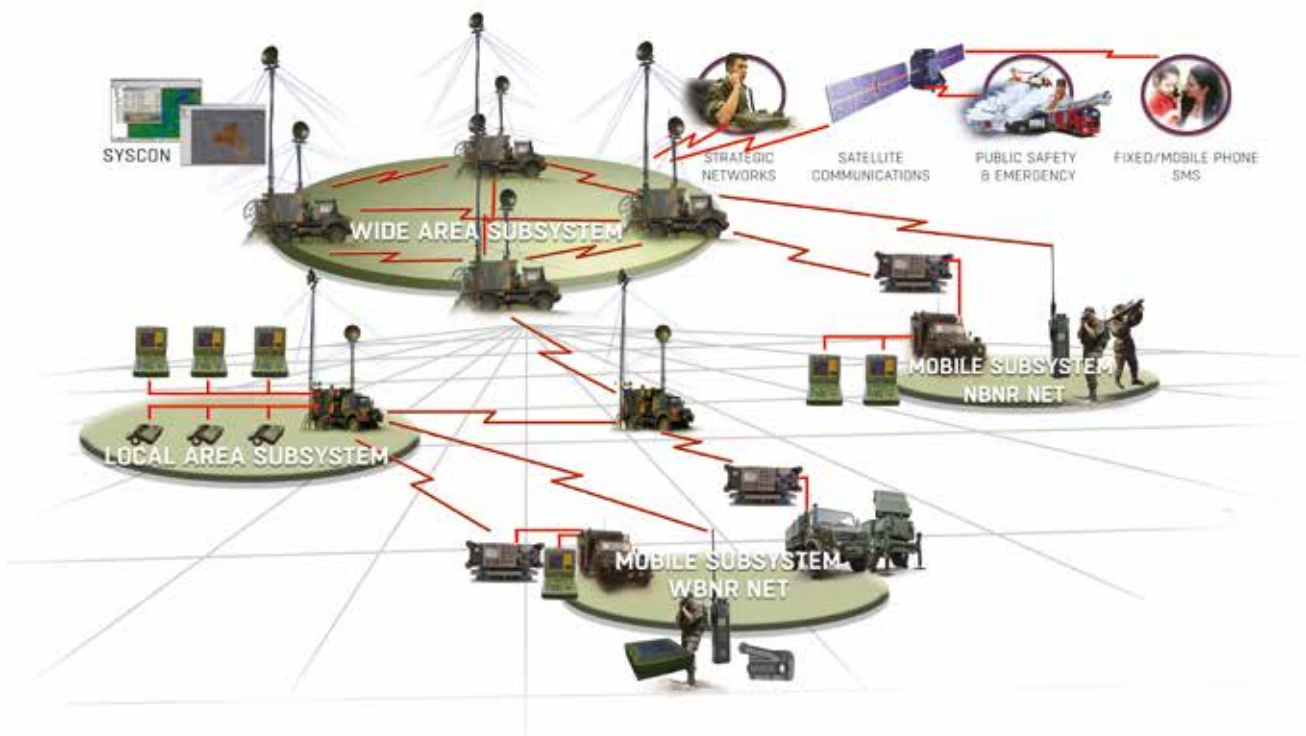 SYSCON
STRATEGIC
NETWORKS
SATELLITE
COMMUNICATIONS
PUBLIC SAFETY
& EMERGENCY
FIXED/MOBILE PHONE
SMS
WIDE AREA SUBSYSTEM
MOBILE SUBSYSTEM
NBNR NET
LOCAL AREA SUBSYSTEM
MOBILE SUBSYSTEM
WBNR NET